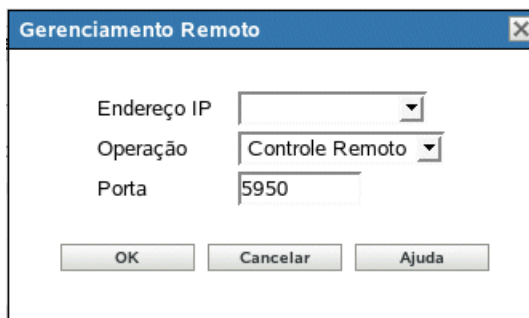 Gerenciamento Remoto
Endereço IP
Operação Controle Remoto
Porta 5950
OK Cancelar Ajuda